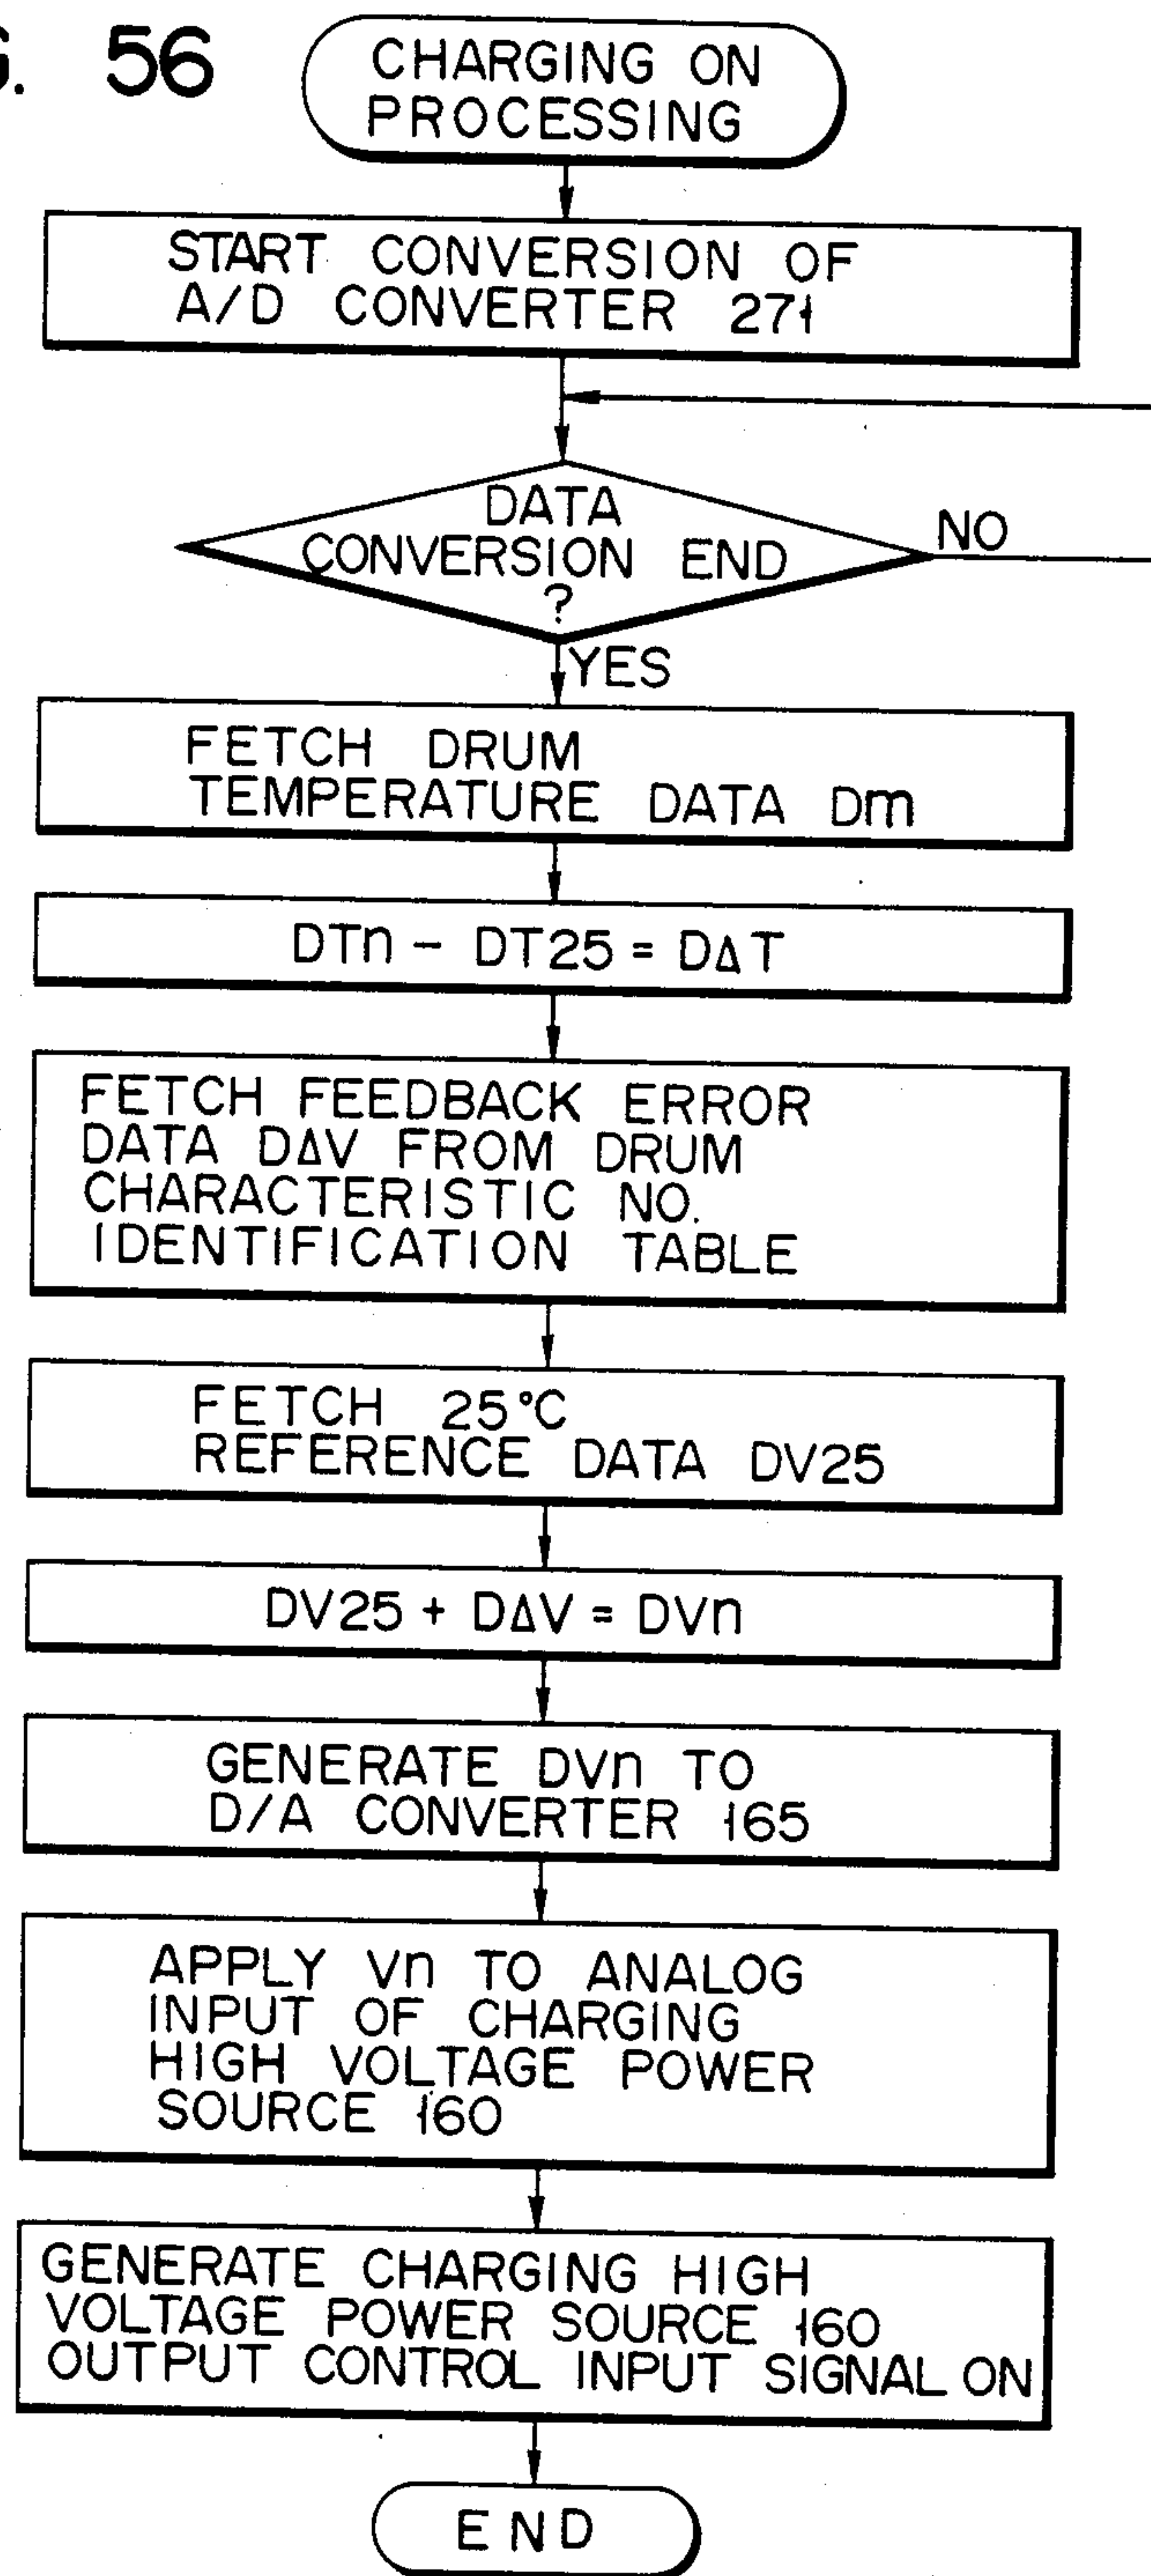 G. 56
CHARGING ON
PROCESSING
START CONVERSION OF
A/D CONVERTER 271
DATA
CONVERSION END
?
NO
YES
FETCH DRUM
TEMPERATURE DATA Dm
DTn - DT25 = DΔT
FETCH FEEDBACK ERROR
DATA DΔV FROM DRUM
CHARACTERISTIC NO.
IDENTIFICATION TABLE
FETCH 25°C
REFERENCE DATA DV25
DV25 + DΔV = DVn
GENERATE DVn TO
D/A CONVERTER 165
APPLY Vn TO ANALOG
INPUT OF CHARGING
HIGH VOLTAGE POWER
SOURCE 160
GENERATE CHARGING HIGH
VOLTAGE POWER SOURCE 160
OUTPUT CONTROL INPUT SIGNAL ON
END